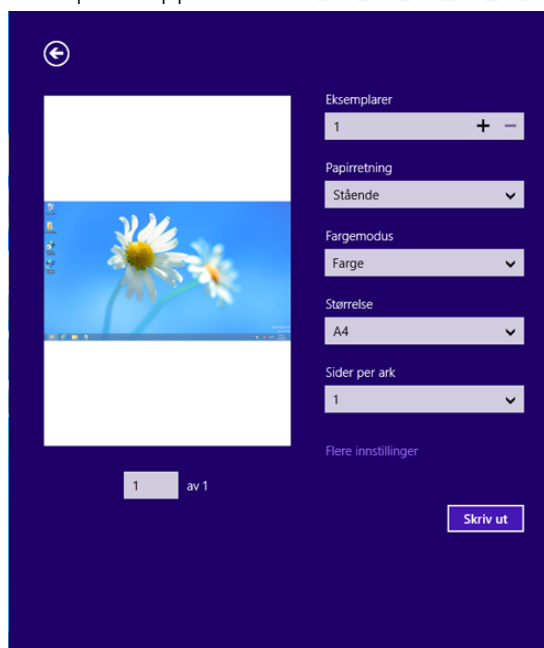 Eksemplarer
1
Papirretning
Stående
Fargemodus
Farge
Størrelse
A4
Sider per ark
1
Flere innstillinger
1 av 1
Skriv ut